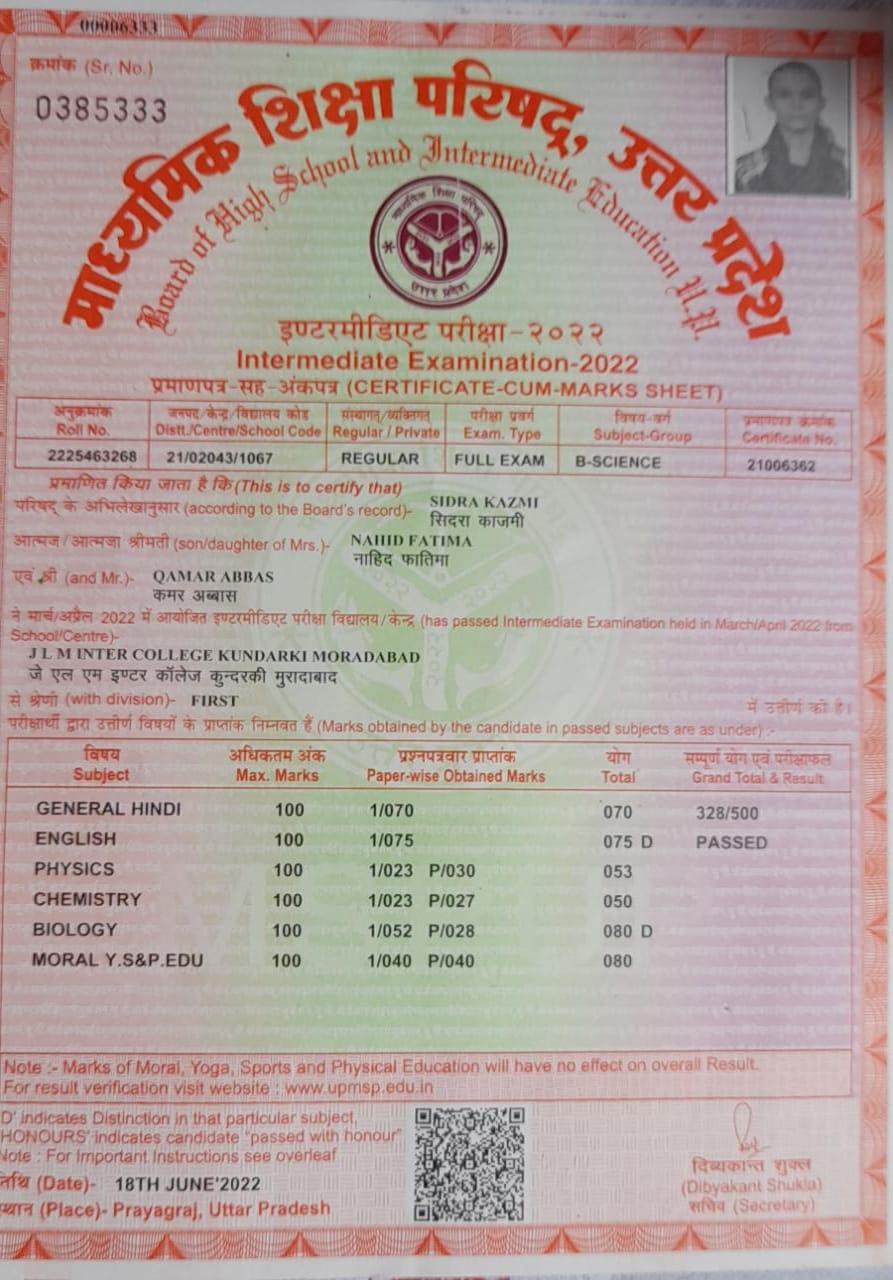 00006333
क्रमांक (Sr. No.)
0385333
माध्यमिक शिक्षा परिषद्, उत्तर प्रदेश
Board of High School and Intermediate Education U.P.
माध्यमिक शिक्षा परिषद्
उत्तर प्रदेश
इण्टरमीडिएट परीक्षा-२०२२
Intermediate Examination-2022
प्रमाणपत्र-सह-अंकपत्र (CERTIFICATE-CUM-MARKS SHEET)
अनुक्रमांक जनपद/केन्द्र/विद्यालय कोड संस्थागत/व्यक्तिगत परीक्षा प्रवर्ग विषय-वर्ग प्रमाणपत्र क्रमांक
Roll No. Distt./Centre/School Code Regular / Private Exam. Type Subject-Group Certificate No.
2225463268 21/02043/1067 REGULAR FULL EXAM B-SCIENCE 21006362
प्रमाणित किया जाता है कि (This is to certify that)
परिषद् के अभिलेखानुसार (according to the Board's record)- SIDRA KAZMI
सिदरा काजमी
आत्मज/आत्मजा श्रीमती (son/daughter of Mrs.)- NAHID FATIMA
नाहिद फातिमा
एवं श्री (and Mr.)- QAMAR ABBAS
कमर अब्बास
ने मार्च/अप्रैल 2022 में आयोजित इण्टरमीडिएट परीक्षा विद्यालय/केन्द्र (has passed Intermediate Examination held in March/April 2022 from
School/Centre)-
J L M INTER COLLEGE KUNDARKI MORADABAD
जे एल एम इण्टर कॉलेज कुन्दरकी मुरादाबाद
से श्रेणी (with division)- FIRST में उत्तीर्ण की है।
परीक्षार्थी द्वारा उत्तीर्ण विषयों के प्राप्तांक निम्नवत हैं (Marks obtained by the candidate in passed subjects are as under) :-
विषय अधिकतम अंक प्रश्नपत्रवार प्राप्तांक योग सम्पूर्ण योग एवं परीक्षाफल
Subject Max. Marks Paper-wise Obtained Marks Total Grand Total & Result
GENERAL HINDI 100 1/070 070 328/500
ENGLISH 100 1/075 075 D PASSED
PHYSICS 100 1/023 P/030 053
CHEMISTRY 100 1/023 P/027 050
BIOLOGY 100 1/052 P/028 080 D
MORAL Y.S&P.EDU 100 1/040 P/040 080
Note :- Marks of Moral, Yoga, Sports and Physical Education will have no effect on overall Result.
For result verification visit website : www.upmsp.edu.in
D' indicates Distinction in that particular subject,
HONOURS' indicates candidate "passed with honour"
Note : For Important Instructions see overleaf
तिथि (Date)- 18TH JUNE'2022
स्थान (Place)- Prayagraj, Uttar Pradesh
दिब्यकान्त शुक्ल
(Dibyakant Shukla)
सचिव (Secretary)